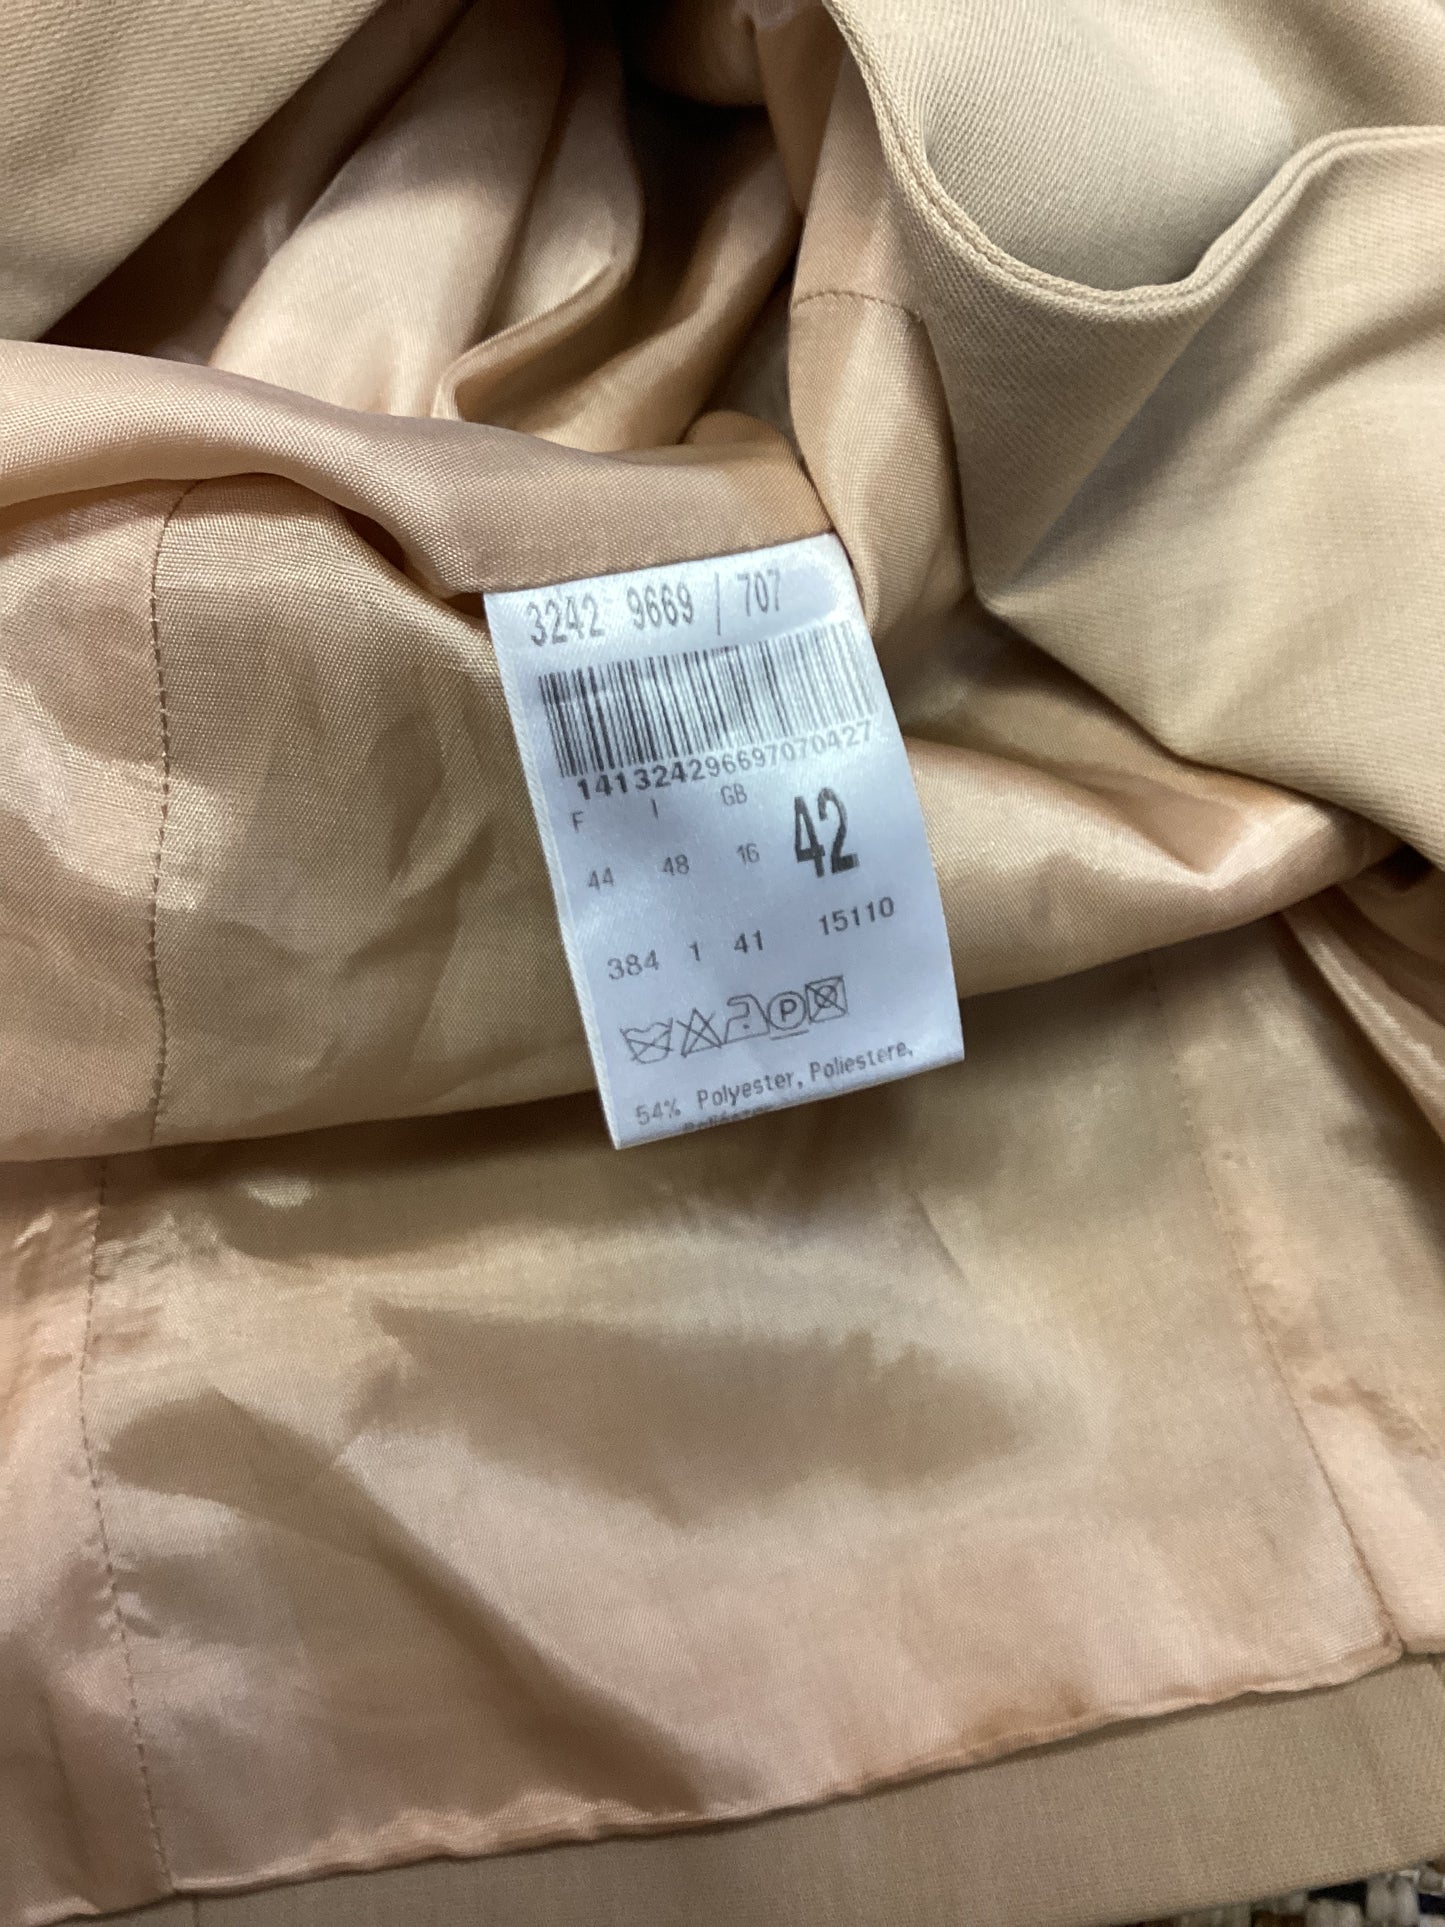 3242 9669 / 707
141324296697070427
F I GB
44 48 16 42
384 1 41 15110
P
54% Polyester, Poliestere,